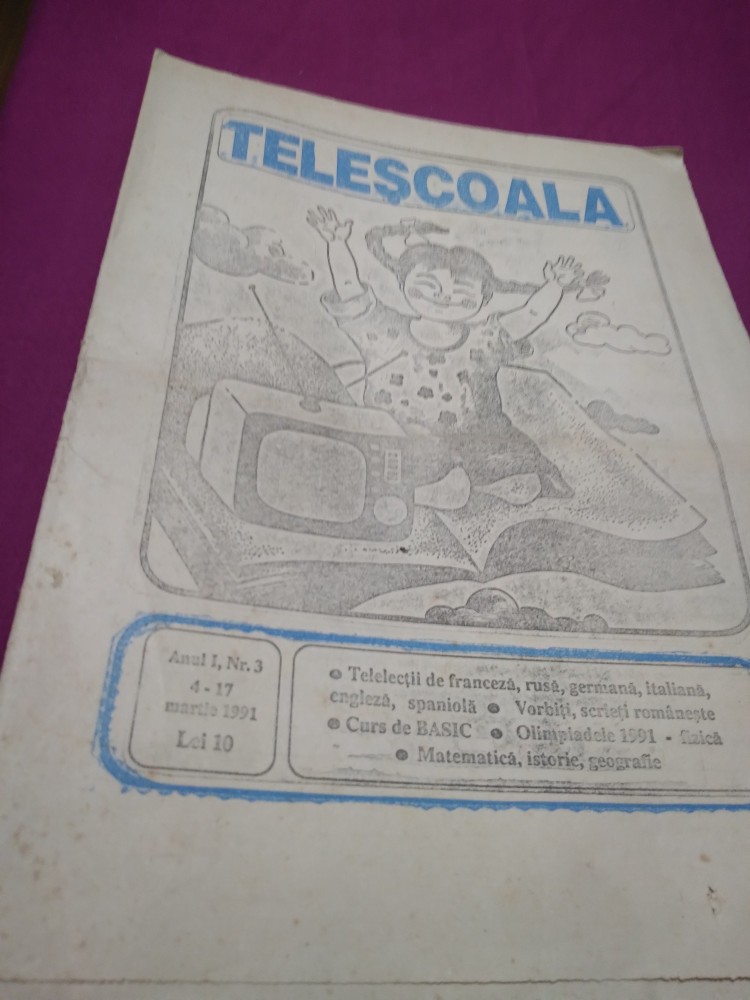 TELEȘCOALA
Anul I, Nr. 3
4 - 17
martie 1991
Lei 10
● Telelecții de franceză, rusă, germană, italiană,
engleză, spaniolă ● Vorbiți, scrieți românește
● Curs de BASIC ● Olimpiadele 1991 - fizică
● Matematică, istorie, geografie